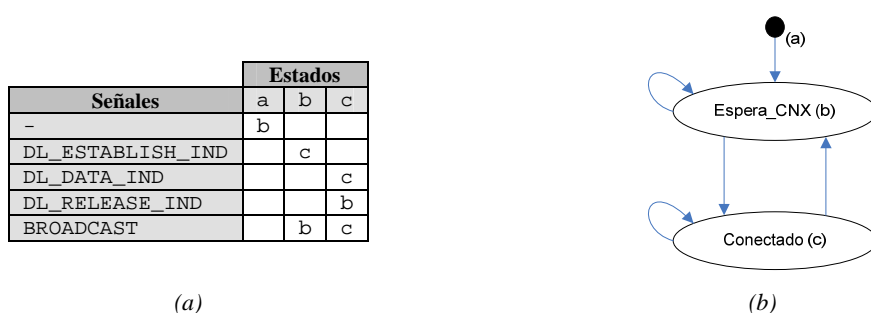 Estados
Señales a b c
- b
DL_ESTABLISH_IND c
DL_DATA_IND c
DL_RELEASE_IND b
BROADCAST b c
(a)
(a)
Espera_CNX (b)
Conectado (c)
(b)